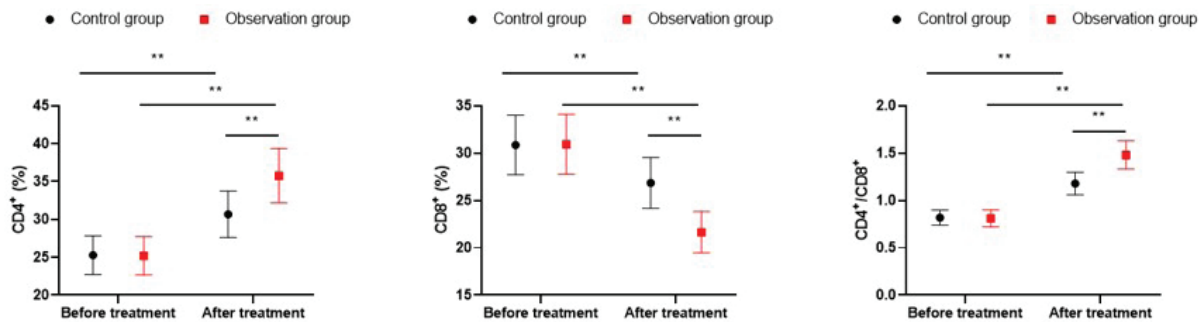 Control group Observation group
**
**
**
CD4⁺ (%)
45
40
35
30
25
20
Before treatment After treatment
Control group Observation group
**
**
**
CD8⁺ (%)
35
30
25
20
15
Before treatment After treatment
Control group Observation group
**
**
**
CD4⁺/CD8⁺
2.0
1.5
1.0
0.5
0.0
Before treatment After treatment